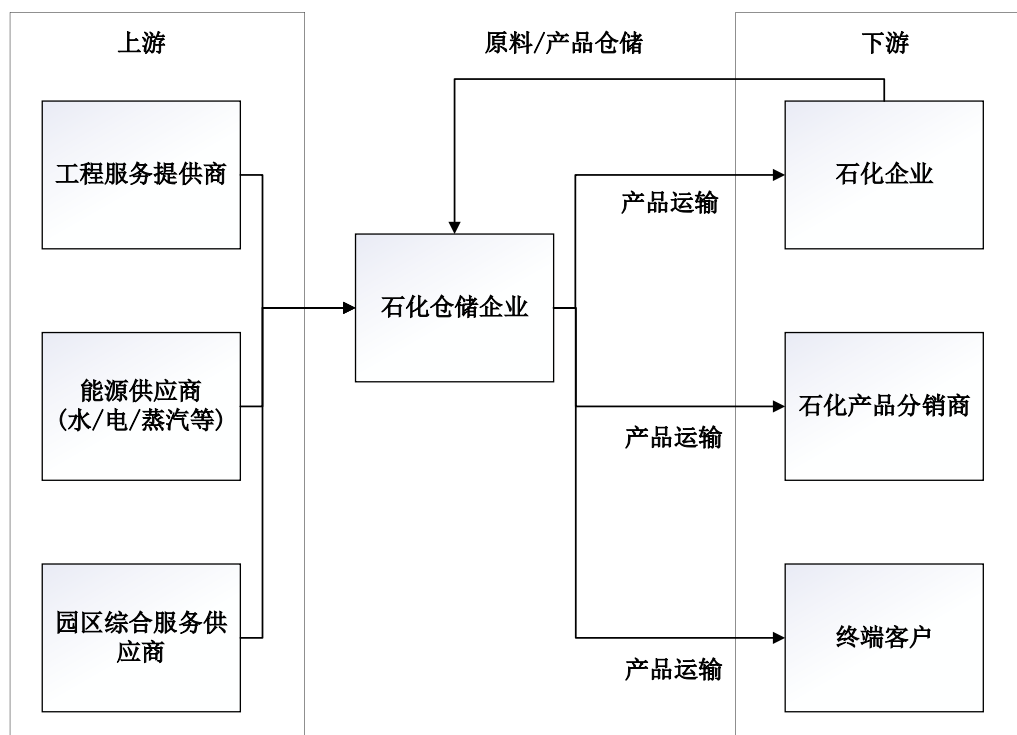 上游
原料/产品仓储
下游
工程服务提供商
石化企业
产品运输
石化仓储企业
能源供应商
(水/电/蒸汽等)
石化产品分销商
产品运输
园区综合服务供
应商
终端客户
产品运输